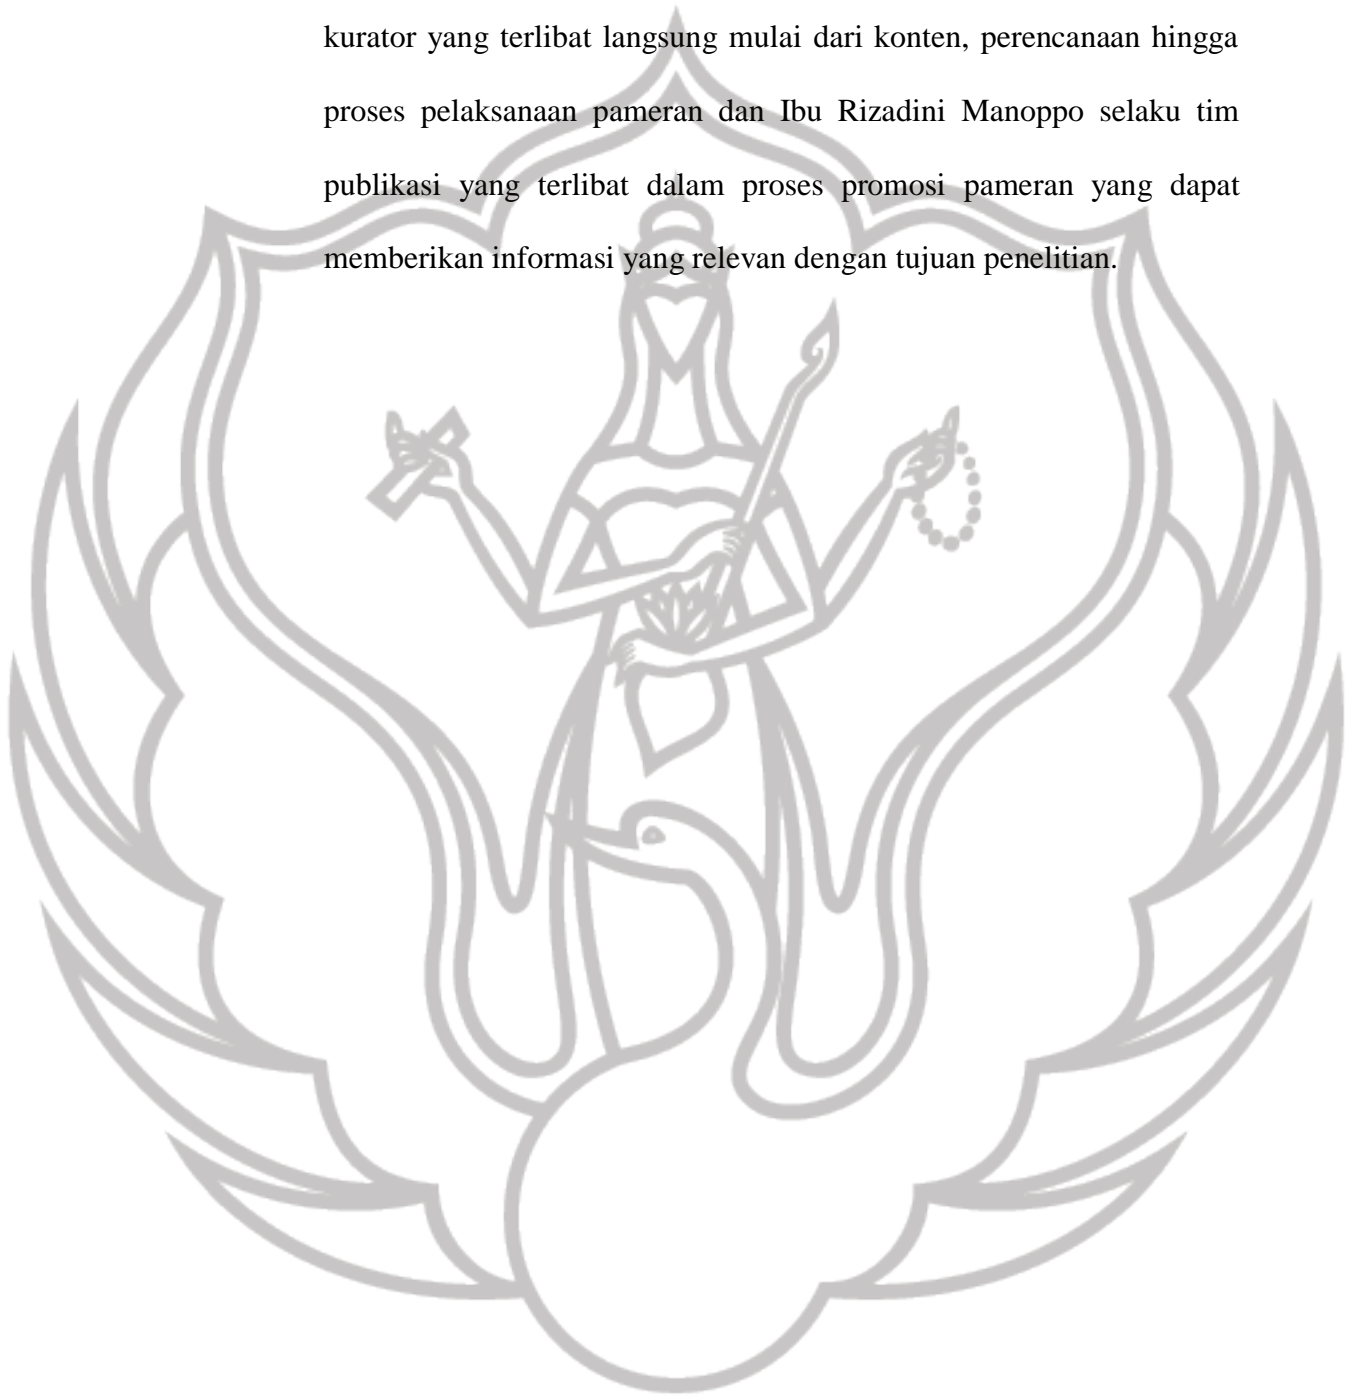 kurator yang terlibat langsung mulai dari konten, perencanaan hingga
proses pelaksanaan pameran dan Ibu Rizadini Manoppo selaku tim
publikasi yang terlibat dalam proses promosi pameran yang dapat
memberikan informasi yang relevan dengan tujuan penelitian.